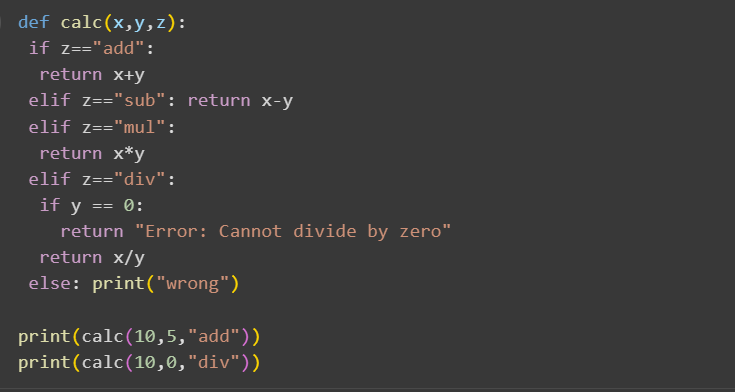 def calc(x,y,z):
 if z=="add":
  return x+y
 elif z=="sub": return x-y
 elif z=="mul":
  return x*y
 elif z=="div":
  if y == 0:
    return "Error: Cannot divide by zero"
  return x/y
 else: print("wrong")

print(calc(10,5,"add"))
print(calc(10,0,"div"))